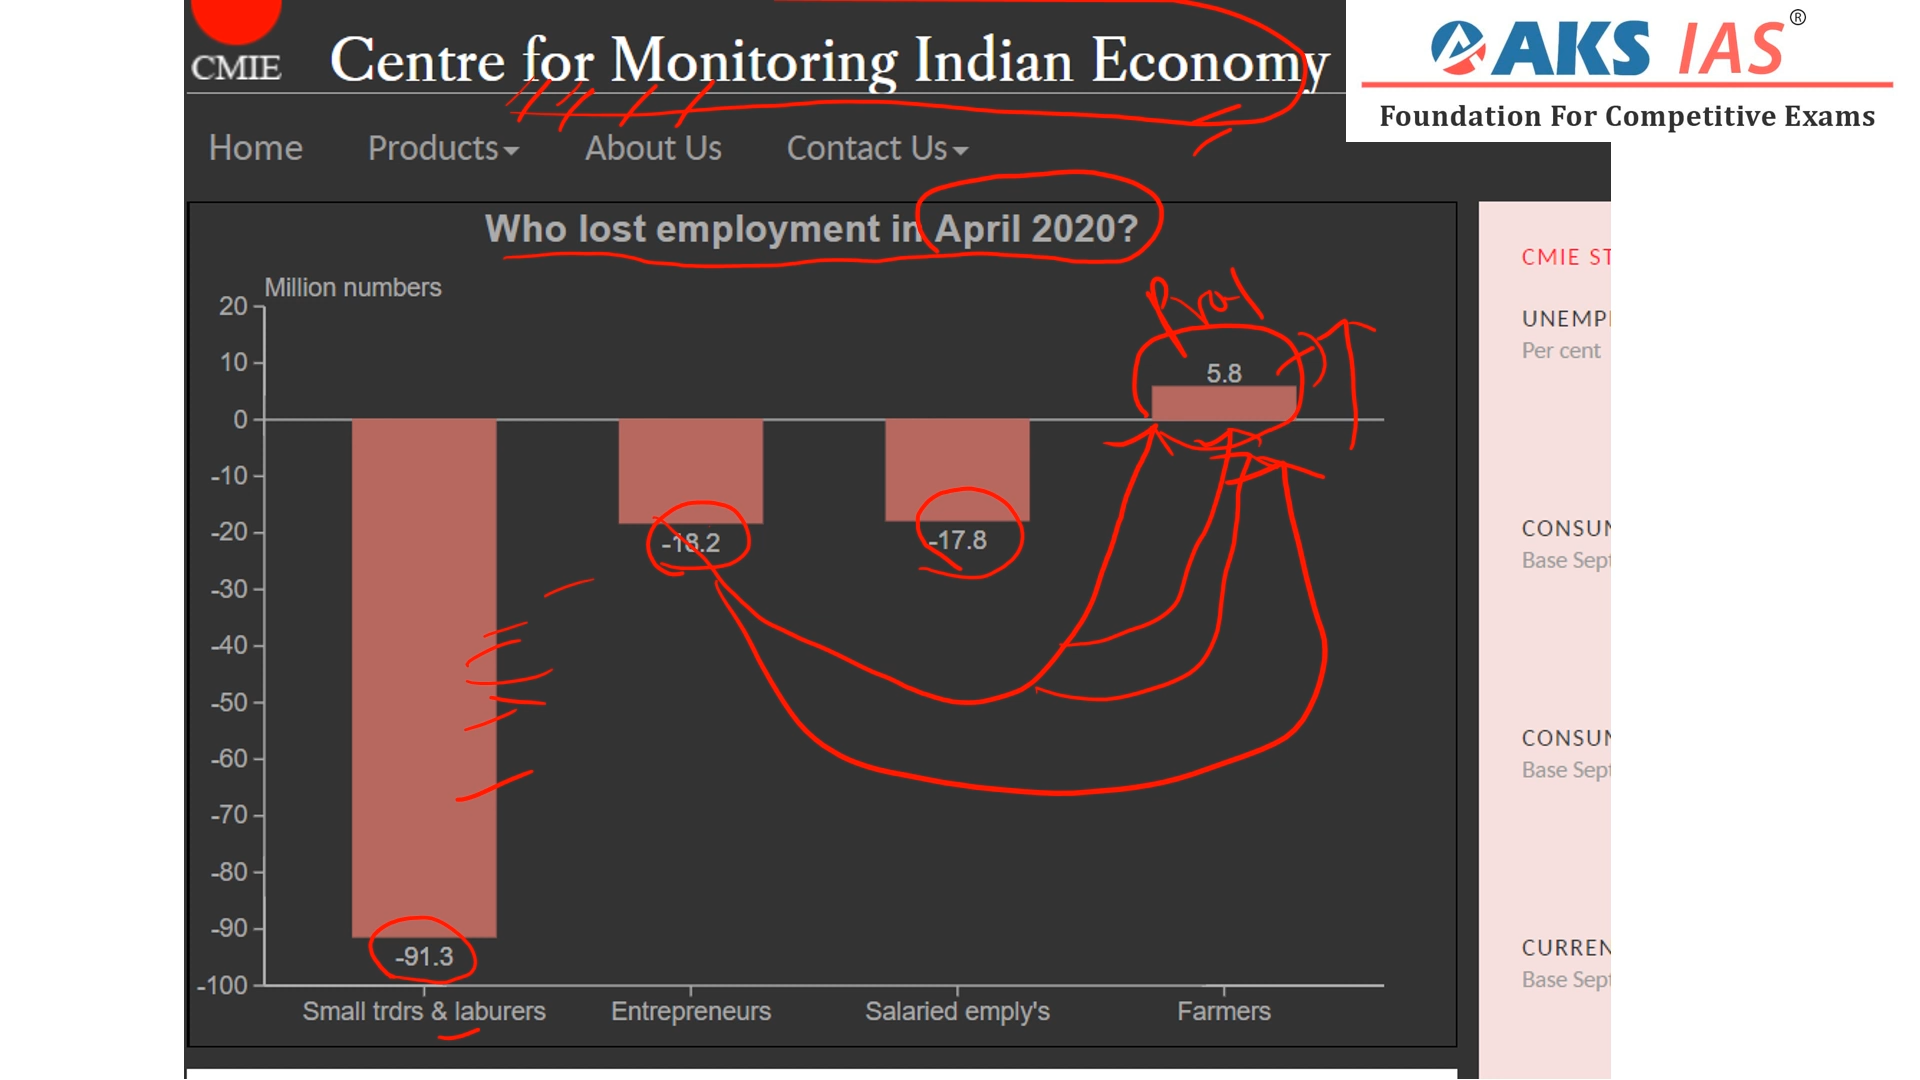 CMIE
Centre for Monitoring Indian Economy
AKS IAS®
Foundation For Competitive Exams
Home Products About Us Contact Us
Who lost employment in April 2020?
Million numbers
20
10
0
-10
-20
-30
-40
-50
-60
-70
-80
-90
-100
-91.3
-18.2
-17.8
5.8
Small trdrs & laburers
Entrepreneurs
Salaried emply's
Farmers
CMIE ST
UNEMPI
Per cent
CONSUM
Base Sept
CONSUM
Base Sept
CURREN
Base Sept